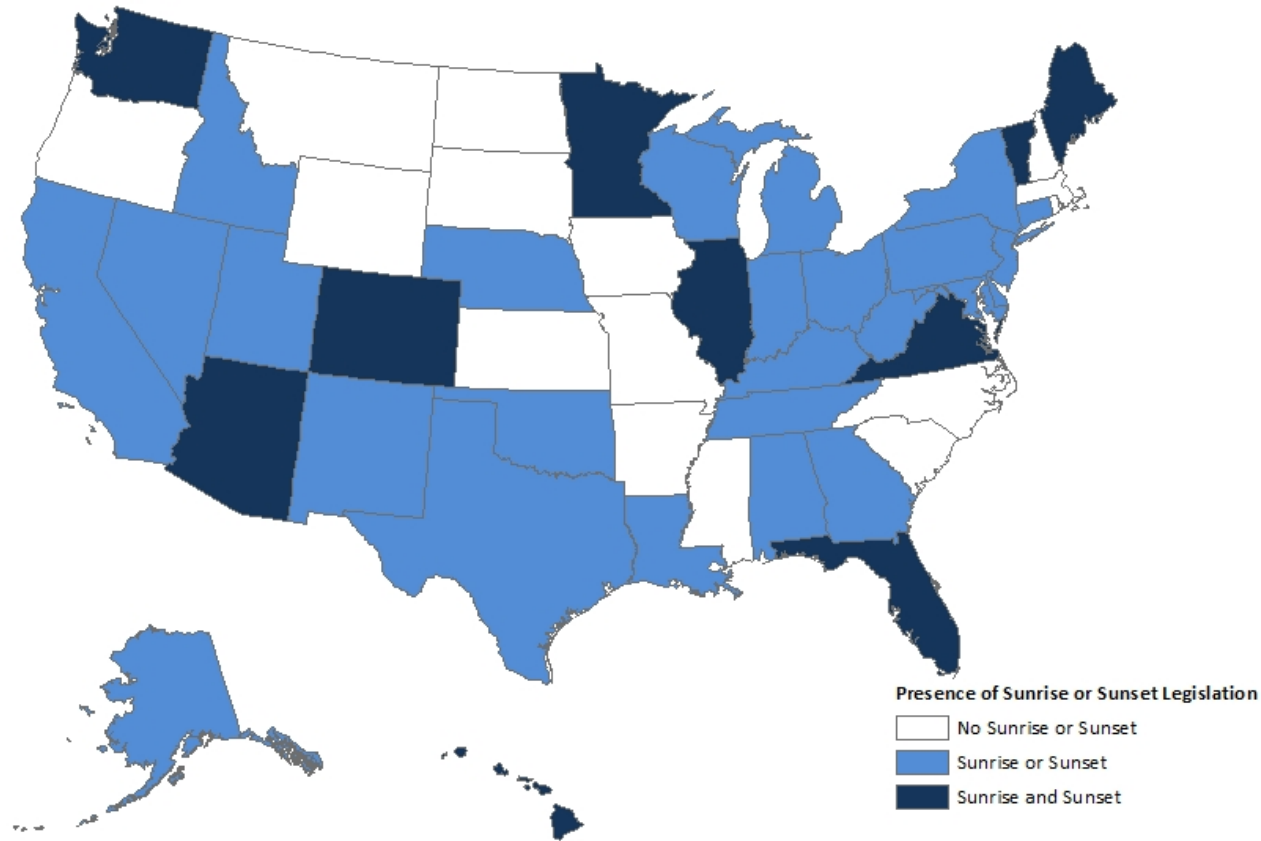 Presence of Sunrise or Sunset Legislation
No Sunrise or Sunset
Sunrise or Sunset
Sunrise and Sunset